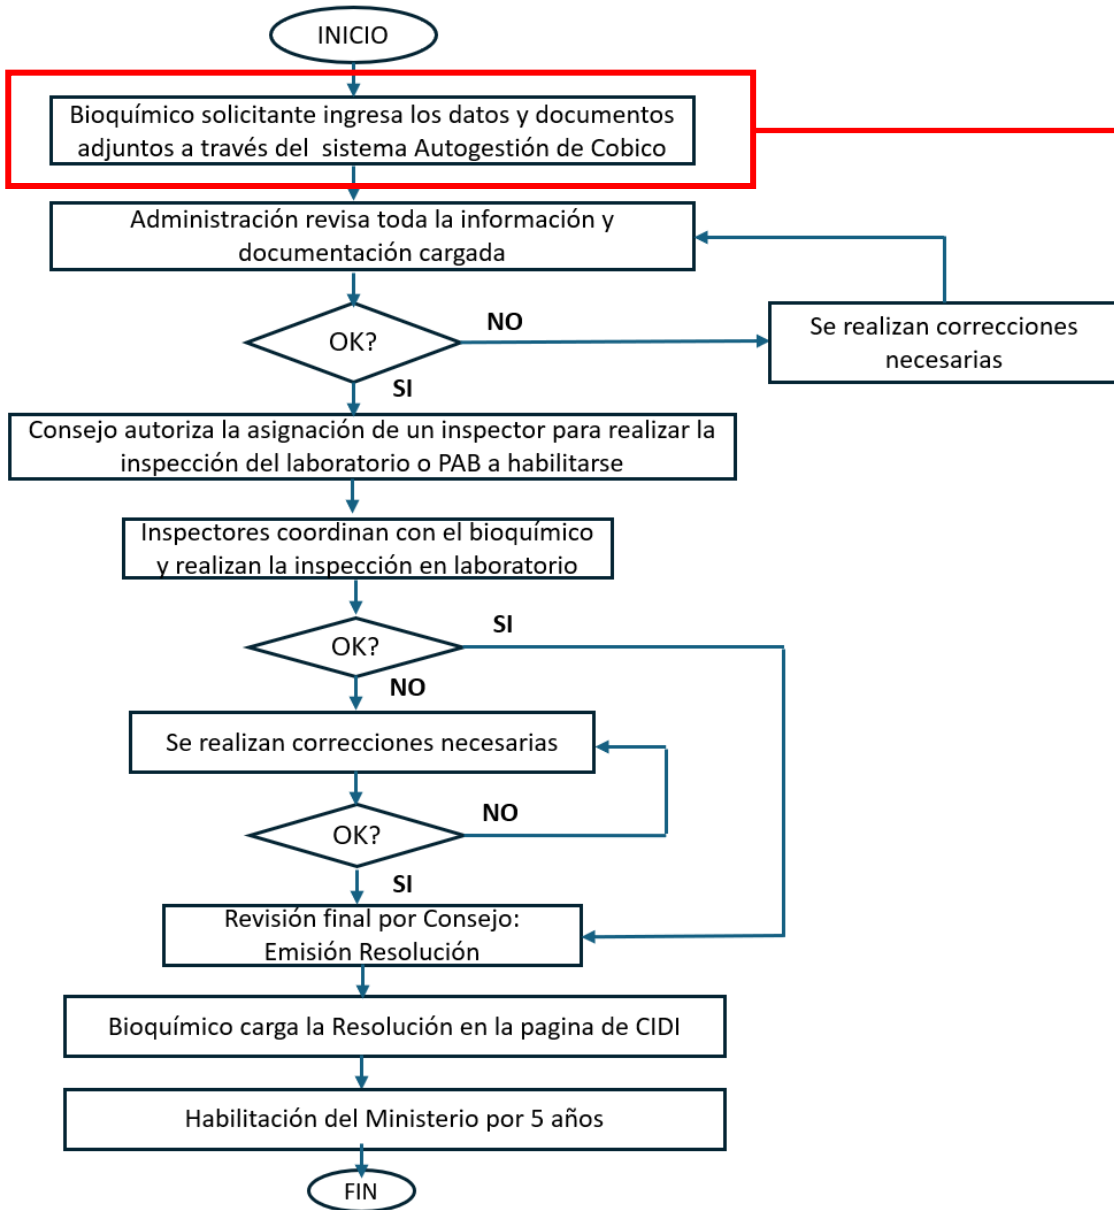 INICIO
Bioquímico solicitante ingresa los datos y documentos
adjuntos a través del sistema Autogestión de Cobico
Administración revisa toda la información y
documentación cargada
OK?
NO
Se realizan correcciones
necesarias
SI
Consejo autoriza la asignación de un inspector para realizar la
inspección del laboratorio o PAB a habilitarse
Inspectores coordinan con el bioquímico
y realizan la inspección en laboratorio
OK?
SI
NO
Se realizan correcciones necesarias
OK?
NO
SI
Revisión final por Consejo:
Emisión Resolución
Bioquímico carga la Resolución en la pagina de CIDI
Habilitación del Ministerio por 5 años
FIN